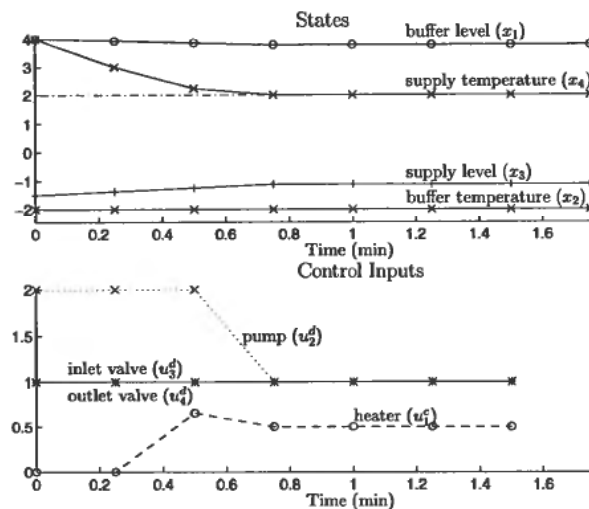 States
buffer level (x₁)
supply temperature (x₄)
supply level (x₃)
buffer temperature (x₂)
4
3
2
1
0
−1
−2
0 0.2 0.4 0.6 0.8 1 1.2 1.4 1.6
Time (min)
Control Inputs
pump (u₂ᵈ)
inlet valve (u₃ᵈ)
outlet valve (u₄ᵈ)
heater (u₁ᶜ)
2
1.5
1
0.5
0
0 0.2 0.4 0.6 0.8 1 1.2 1.4 1.6
Time (min)